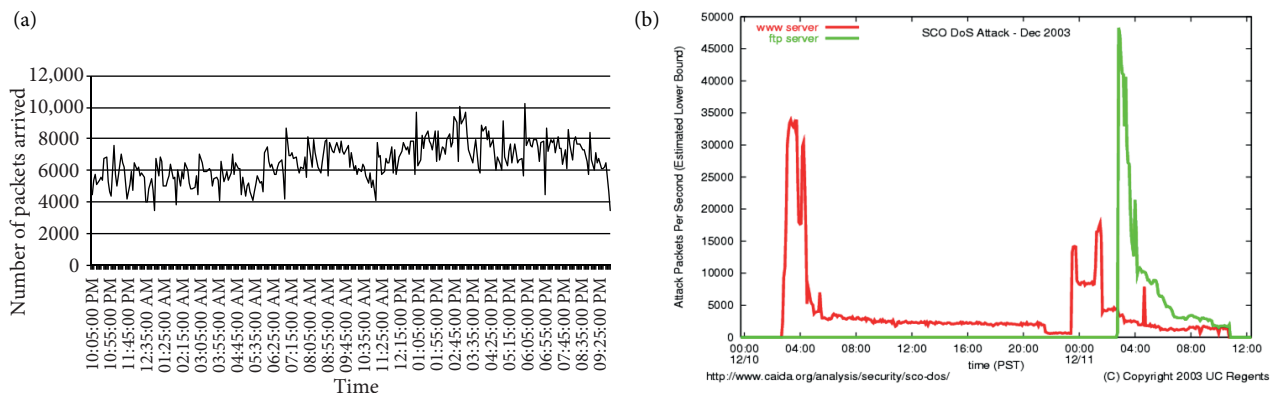 (a)
Number of packets arrived
12,000
10,000
8000
6000
4000
2000
0
10:05:00 PM
10:55:00 PM
11:45:00 PM
12:35:00 AM
01:25:00 AM
02:15:00 AM
03:05:00 AM
03:55:00 AM
04:45:00 AM
05:35:00 AM
06:25:00 AM
07:15:00 AM
08:05:00 AM
08:55:00 AM
09:45:00 AM
10:35:00 AM
11:25:00 AM
12:15:00 PM
01:05:00 PM
01:55:00 PM
02:45:00 PM
03:35:00 PM
04:25:00 PM
05:15:00 PM
06:05:00 PM
06:55:00 PM
07:45:00 PM
08:35:00 PM
09:25:00 PM
Time
(b)
Attack Packets Per Second (Estimated Lower Bound)
50000
45000
40000
35000
30000
25000
20000
15000
10000
5000
0
www server
ftp server
SCO DoS Attack - Dec 2003
00:00 04:00 08:00 12:00 16:00 20:00 00:00 04:00 08:00 12:00
12/10 12/11
time (PST)
http://www.caida.org/analysis/security/sco-dos/ (C) Copyright 2003 UC Regents